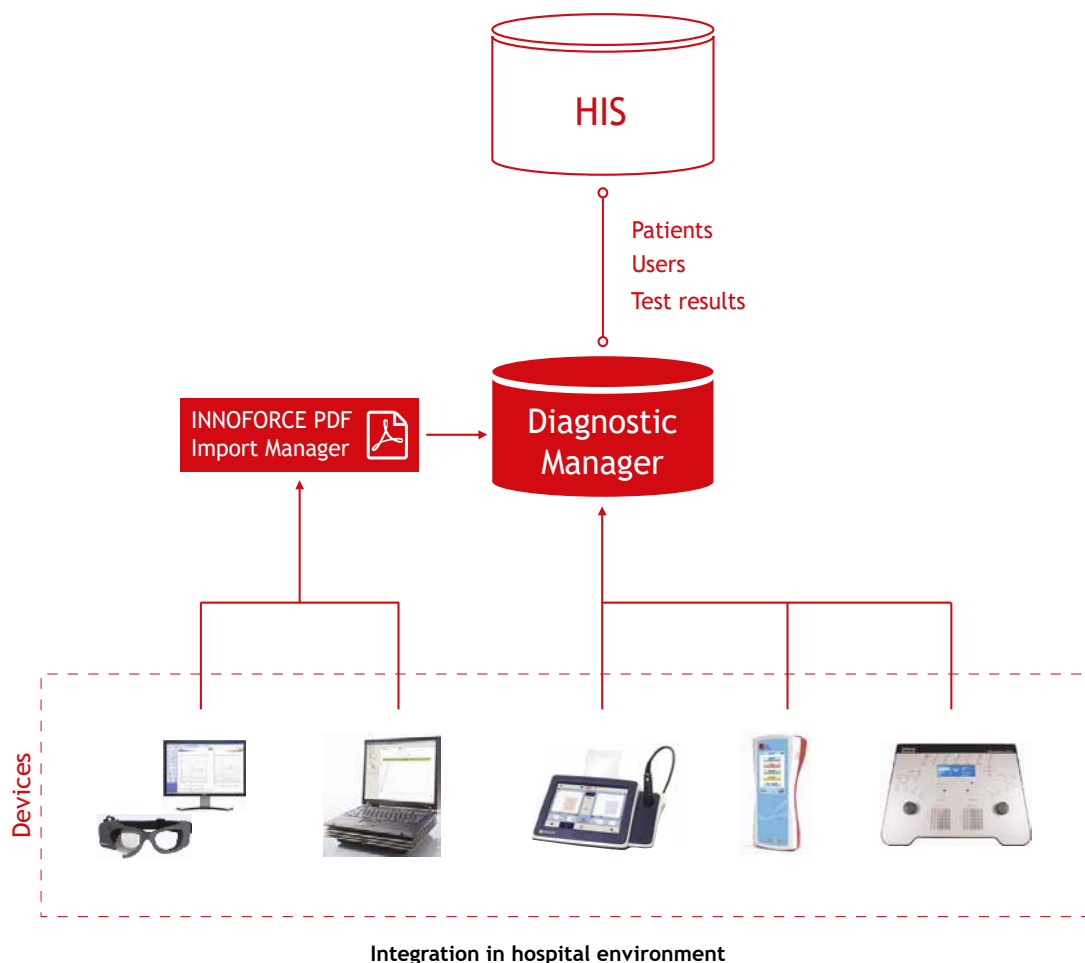 HIS
Patients
Users
Test results
INNOFORCE PDF
Import Manager
Diagnostic
Manager
Devices
Integration in hospital environment